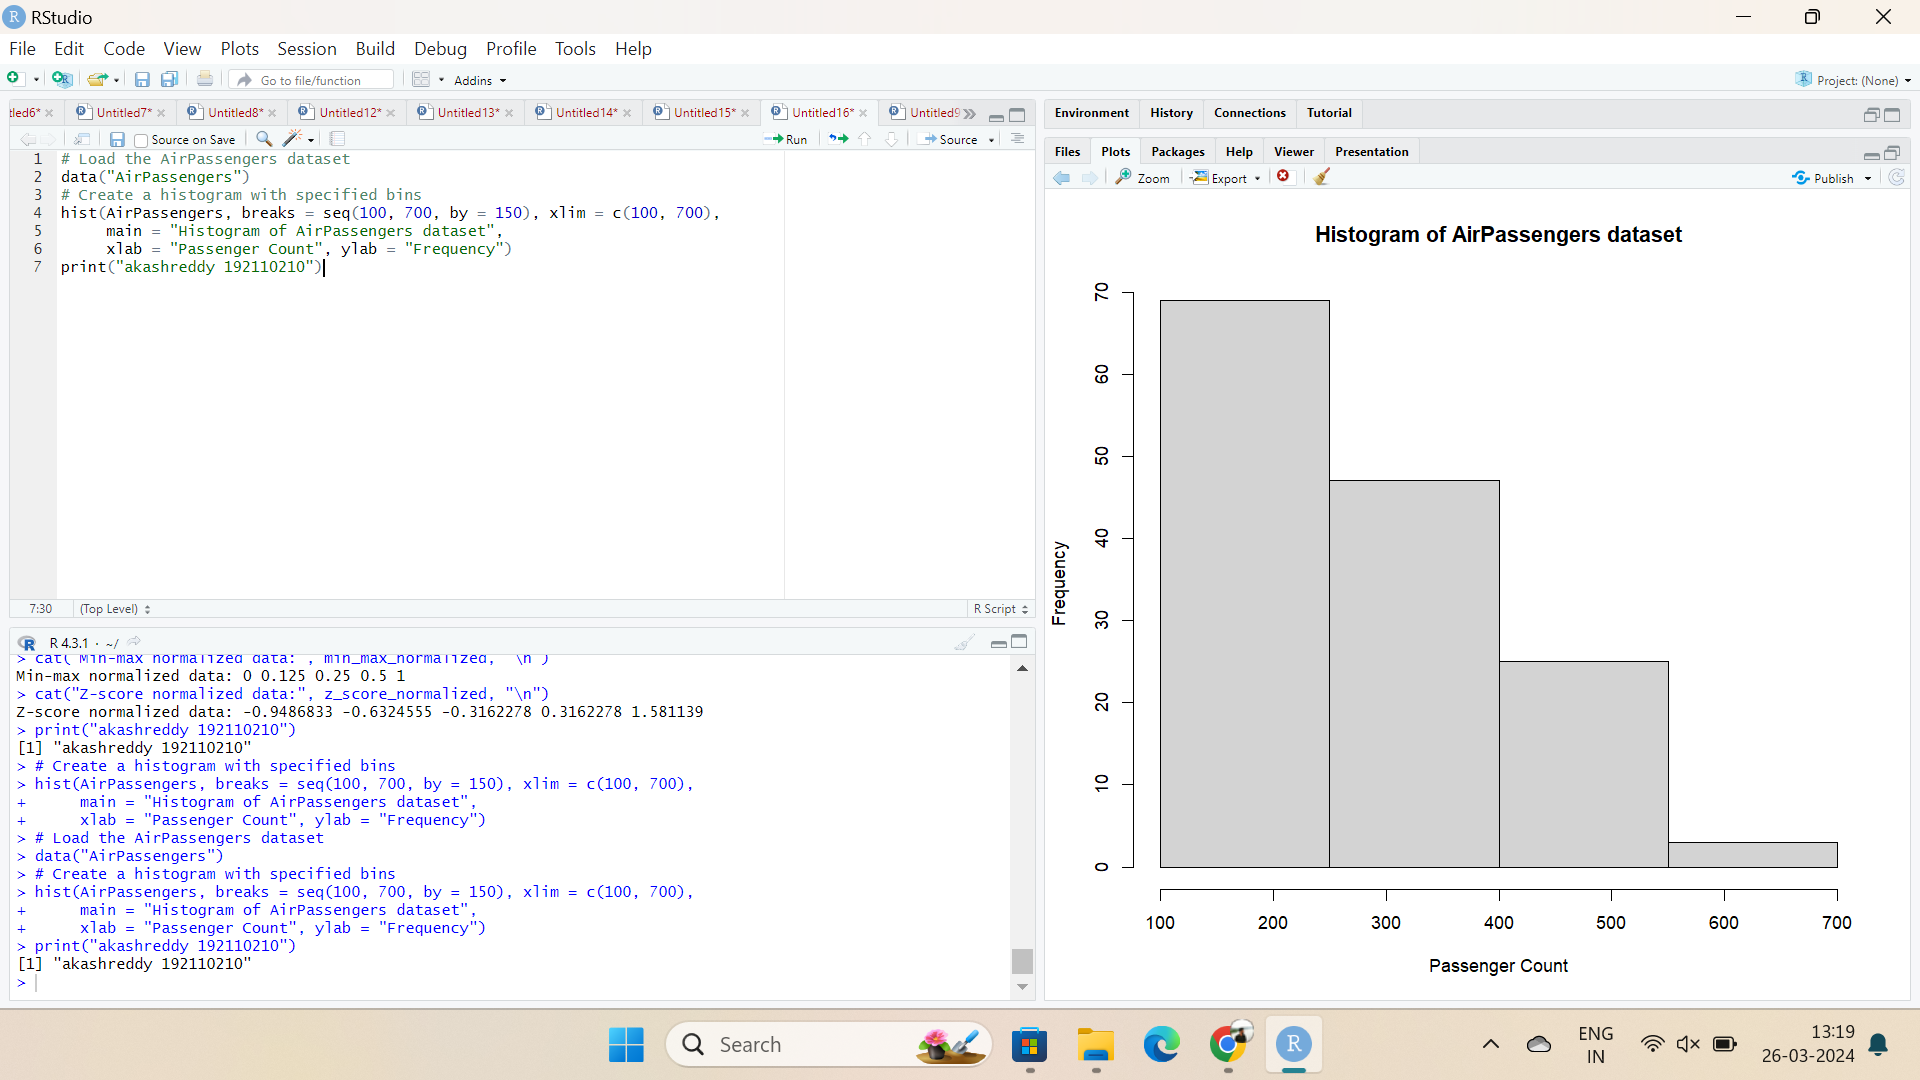 RStudio
File Edit Code View Plots Session Build Debug Profile Tools Help
Go to file/function Addins Project: (None)
tled6* Untitled7* Untitled8* Untitled12* Untitled13* Untitled14* Untitled15* Untitled16* Untitled9
Source on Save Run Source
1 # Load the AirPassengers dataset
2 data("AirPassengers")
3 # Create a histogram with specified bins
4 hist(AirPassengers, breaks = seq(100, 700, by = 150), xlim = c(100, 700),
5 main = "Histogram of AirPassengers dataset",
6 xlab = "Passenger Count", ylab = "Frequency")
7 print("akashreddy 192110210")
7:30 (Top Level) R Script
R 4.3.1 · ~/
> cat("Min-max normalized data:", min_max_normalized, "\n")
Min-max normalized data: 0 0.125 0.25 0.5 1
> cat("Z-score normalized data:", z_score_normalized, "\n")
Z-score normalized data: -0.9486833 -0.6324555 -0.3162278 0.3162278 1.581139
> print("akashreddy 192110210")
[1] "akashreddy 192110210"
> # Create a histogram with specified bins
> hist(AirPassengers, breaks = seq(100, 700, by = 150), xlim = c(100, 700),
+ main = "Histogram of AirPassengers dataset",
+ xlab = "Passenger Count", ylab = "Frequency")
> # Load the AirPassengers dataset
> data("AirPassengers")
> # Create a histogram with specified bins
> hist(AirPassengers, breaks = seq(100, 700, by = 150), xlim = c(100, 700),
+ main = "Histogram of AirPassengers dataset",
+ xlab = "Passenger Count", ylab = "Frequency")
> print("akashreddy 192110210")
[1] "akashreddy 192110210"
>
Environment History Connections Tutorial
Files Plots Packages Help Viewer Presentation
Zoom Export Publish
Histogram of AirPassengers dataset
70
60
50
40
30
20
10
0
Frequency
100 200 300 400 500 600 700
Passenger Count
Search
ENG
IN
13:19
26-03-2024